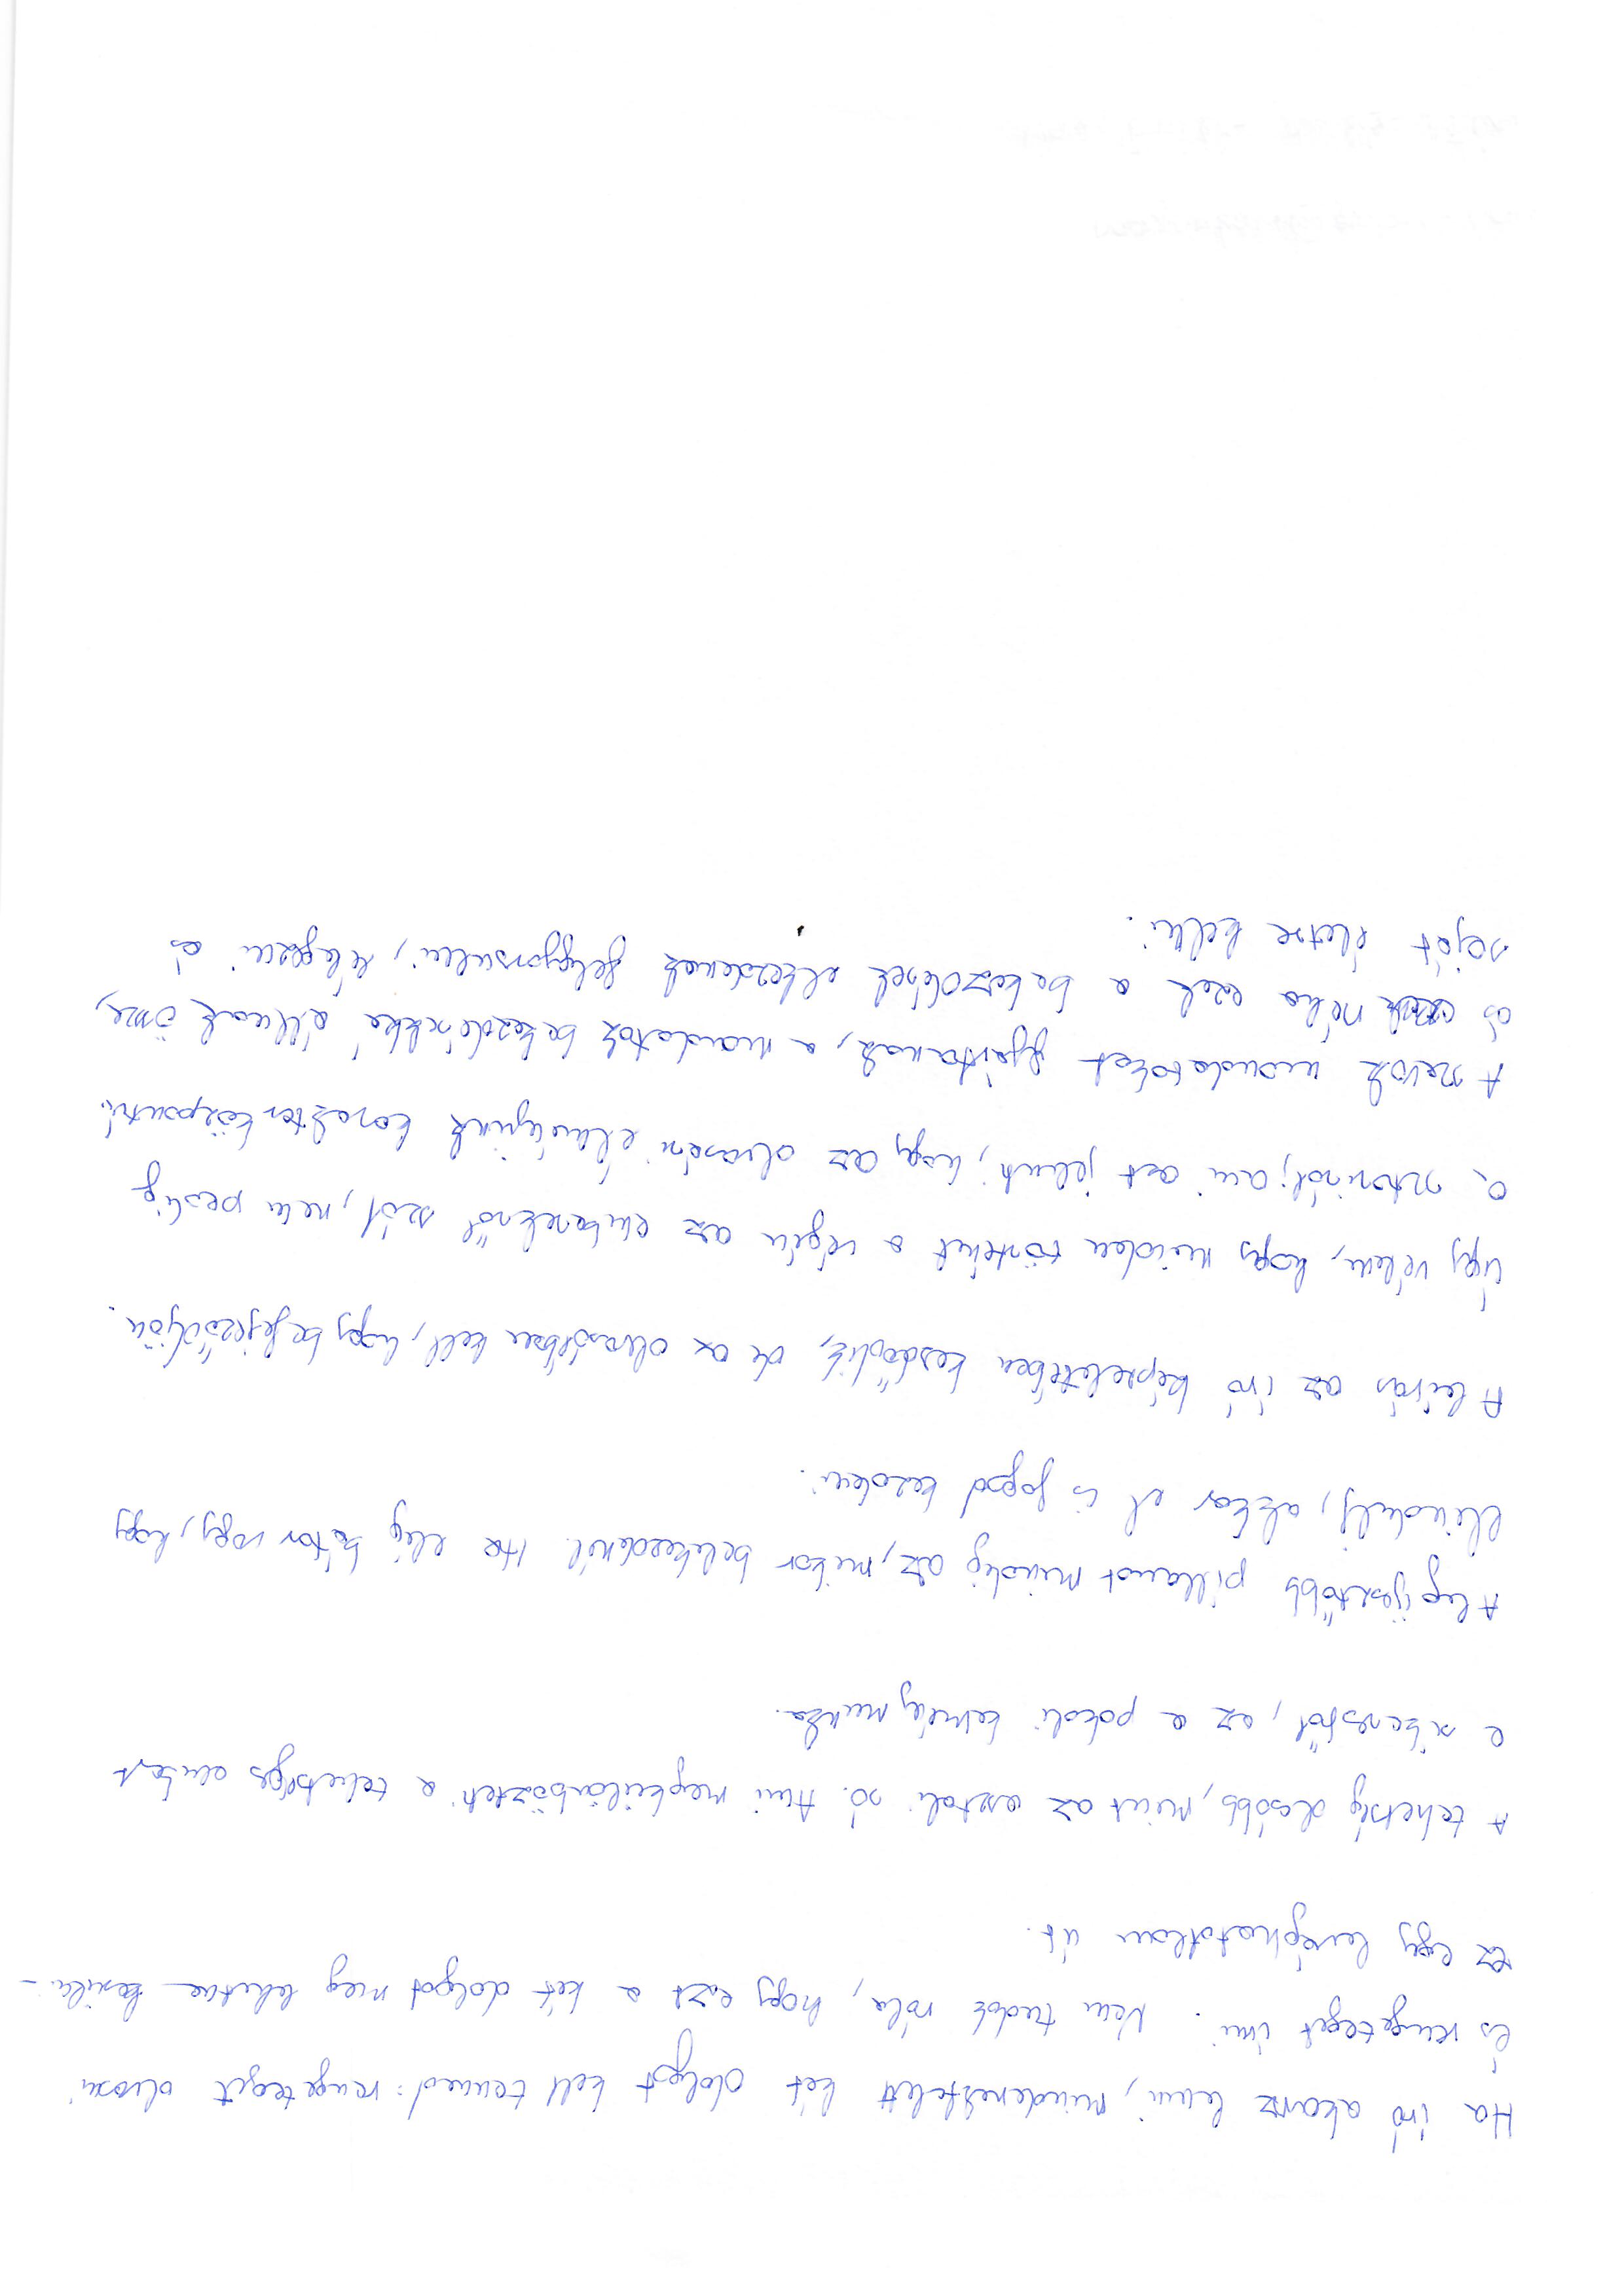 Ha író akarsz lenni, mindenekfelett két dolgot kell tenned: rengeteget olvasni
és rengeteget írni. Nem tudok róla, hogy ezt a két dolgot meg lehetne kerülni -
ez egy levághatatlan út.
A tehetség olcsóbb, mint az asztali só. Ami megkülönbözteti a tehetséges embert
a sikerestől, az a pokoli kemény munka.
A legijesztőbb pillanat mindig az, mikor belekezdenél. Ha elég bátor vagy, hogy
elindulj, akkor el is fogod kezdeni.
A leírás az író képzeletében kezdődik, de az olvasóéban kell, hogy befejeződjön.
Úgy vélem, hogy minden történet a végén az emberekről szól, nem pedig
a sztoriról; ami azt jelenti, hogy az olvasási élményünk karakterközpontú.
A szavak mondatokat gyártanak, a mondatok bekezdésekké állnak össze,
és néha ezek a bekezdések elkezdenek felgyorsulni, lélegezni és
saját életre kelni.